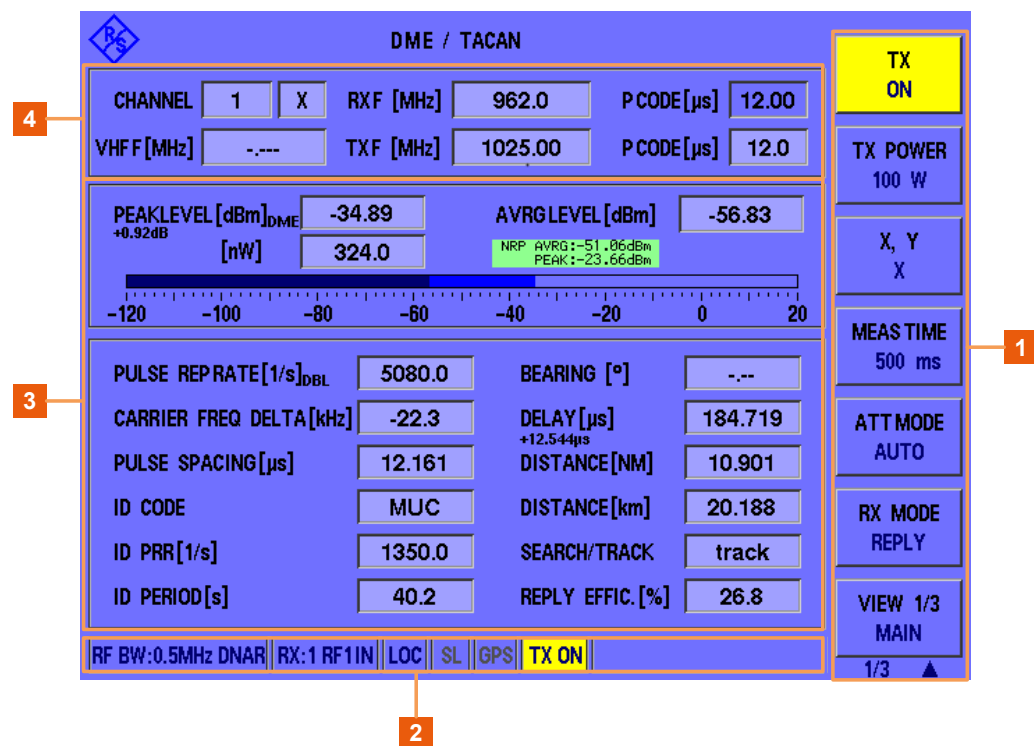 R&S DME / TACAN
CHANNEL 1 X RXF [MHz] 962.0 P CODE[µs] 12.00
VHF F[MHz] -.--- TXF [MHz] 1025.00 P CODE[µs] 12.0
4
PEAKLEVEL[dBm]DME -34.89 AVRGLEVEL[dBm] -56.83
+0.92dB
[nW] 324.0 NRP AVRG:-51.06dBm
PEAK:-23.66dBm
-120 -100 -80 -60 -40 -20 0 20
PULSE REPRATE[1/s]DBL 5080.0 BEARING [°] -.--
CARRIER FREQ DELTA[kHz] -22.3 DELAY[µs] 184.719
+12.544µs
PULSE SPACING[µs] 12.161 DISTANCE[NM] 10.901
ID CODE MUC DISTANCE[km] 20.188
ID PRR[1/s] 1350.0 SEARCH/TRACK track
ID PERIOD[s] 40.2 REPLY EFFIC.[%] 26.8
3
RF BW:0.5MHz DNAR RX:1 RF1IN LOC SL GPS TX ON
2
TX
ON
TX POWER
100 W
X, Y
X
MEAS TIME
500 ms
ATT MODE
AUTO
RX MODE
REPLY
VIEW 1/3
MAIN
1/3 ▲
1